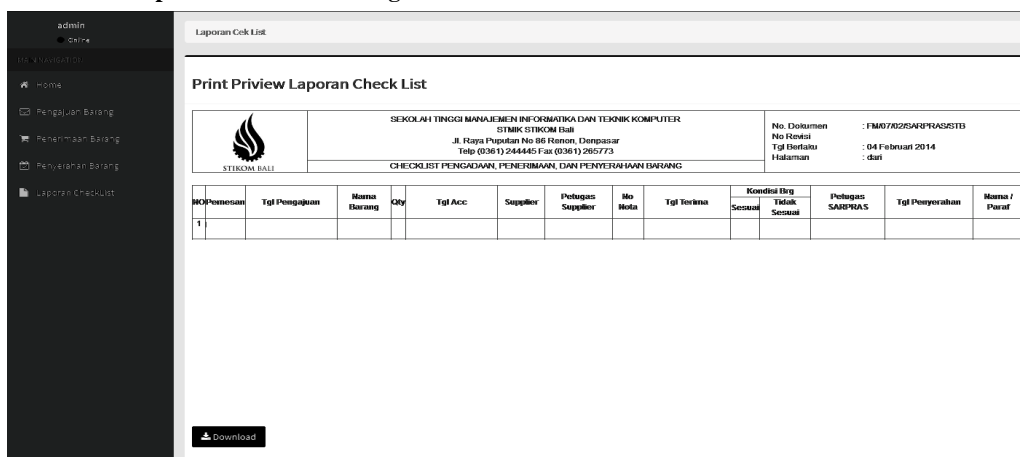 admin
Online
MAIN NAVIGATION
Home
Pengajuan Barang
Penerimaan Barang
Penyerahan Barang
Laporan CheckList
Laporan Cek List
Print Priview Laporan Check List
STIKOM BALI
SEKOLAH TINGGI MANAJEMEN INFORMATIKA DAN TEKNIK KOMPUTER
STMIK STIKOM Bali
Jl. Raya Puputan No 86 Renon, Denpasar
Telp (0361) 244445 Fax (0361) 265773
CHECKLIST PENGADAAN, PENERIMAAN, DAN PENYERAHAAN BARANG
No. Dokumen : FM/07/02/SARPRAS/STB
No Revisi
Tgl Berlaku : 04 Februari 2014
Halaman : dari
NO Pemesan Tgl Pengajuan Nama Barang Qty Tgl Acc Supplier Petugas Supplier No Nota Tgl Terima Kondisi Brg Sesuai Tidak Sesuai Petugas SARPRAS Tgl Penyerahan Nama / Paraf
1
Download